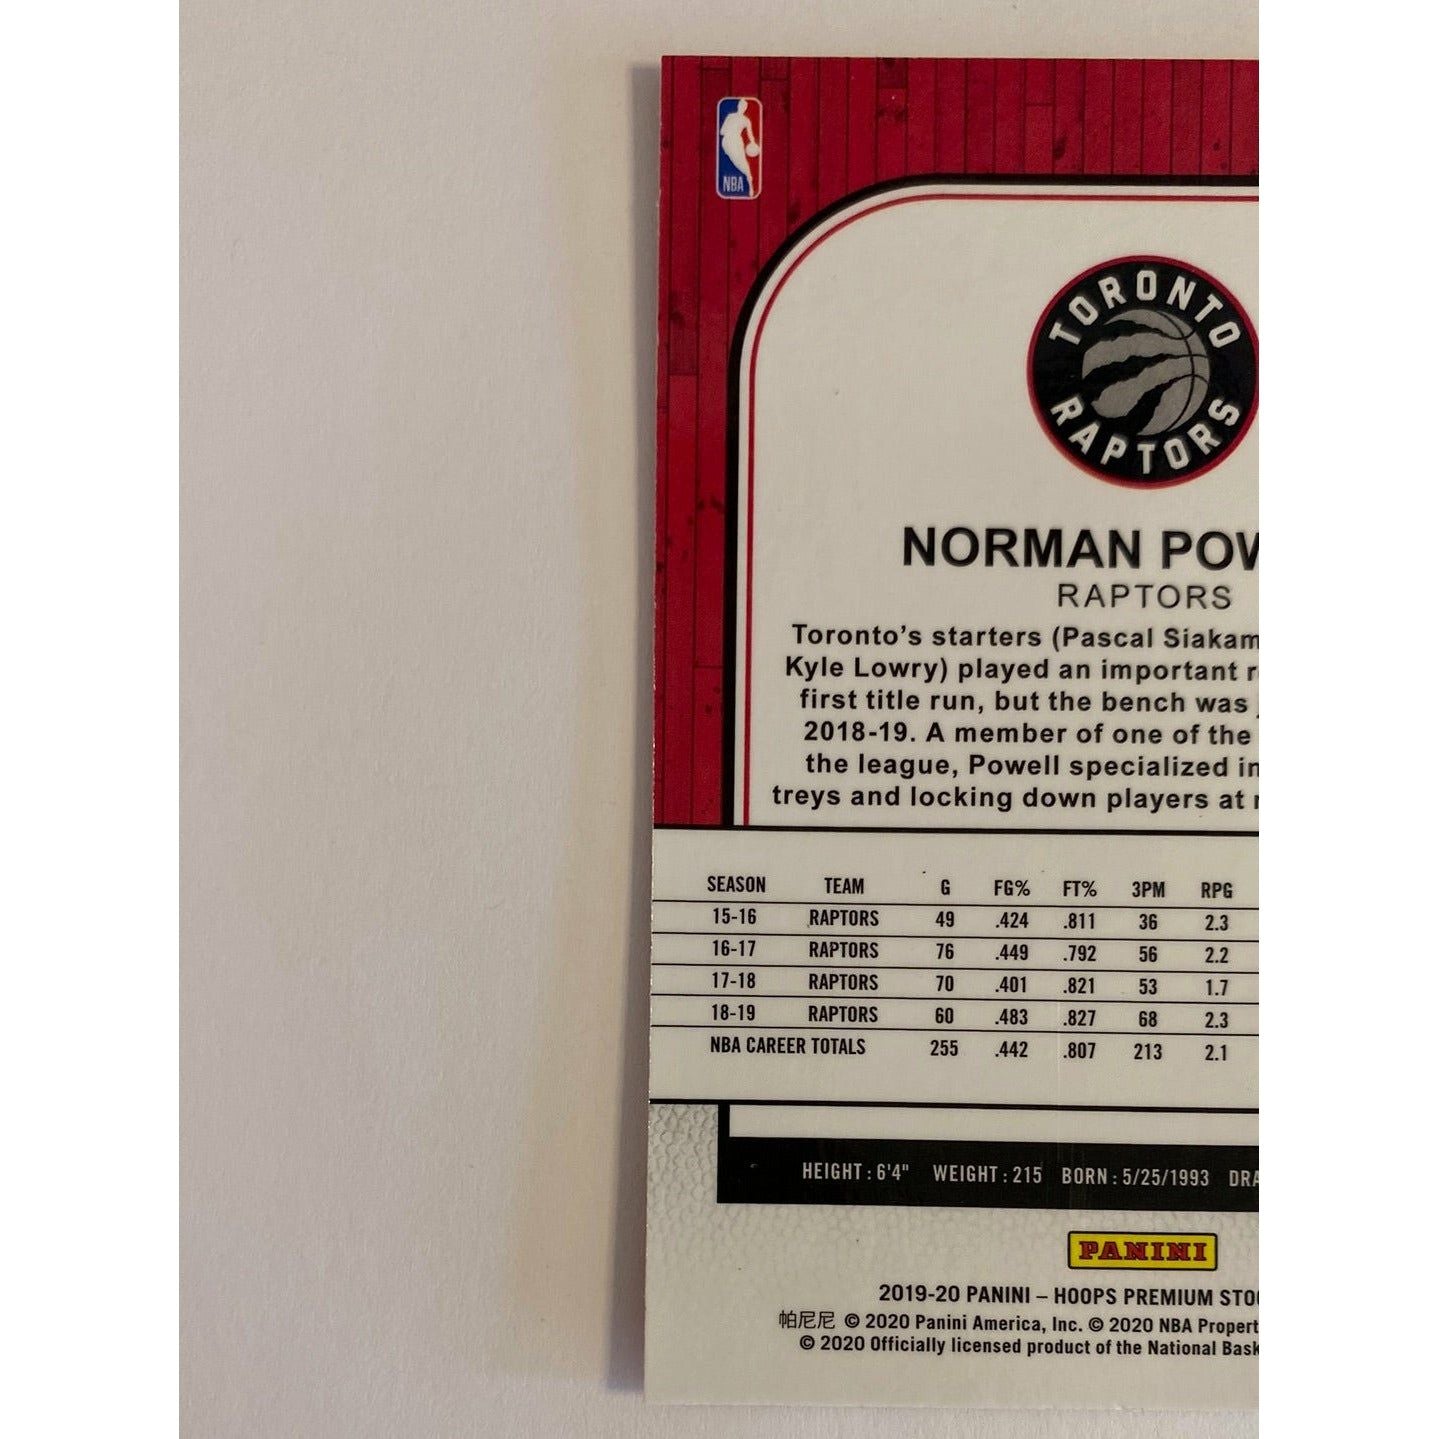 NBA
TORONTO
RAPTORS
NORMAN
RAPTORS
Toronto's starters (Pascal Siakam
Kyle Lowry) played an important
first title run, but the bench was
2018-19. A member of one of the
the league, Powell specialized in
treys and locking down players at
SEASON TEAM G FG% FT% 3PM RPG
15-16 RAPTORS 49 .424 .811 36 2.3
16-17 RAPTORS 76 .449 .792 56 2.2
17-18 RAPTORS 70 .401 .821 53 1.7
18-19 RAPTORS 60 .483 .827 68 2.3
NBA CAREER TOTALS 255 .442 .807 213 2.1
HEIGHT : 6'4" WEIGHT : 215 BORN : 5/25/1993
PANINI
2019-20 PANINI – HOOPS PREMIUM
帕尼尼 © 2020 Panini America, Inc. © 2020 NBA
© 2020 Officially licensed product of the National